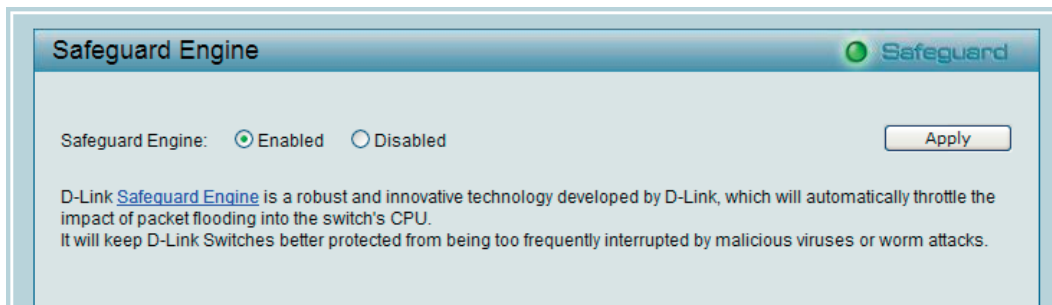 Safeguard Engine
Safeguard
Safeguard Engine: Enabled Disabled
Apply
D-Link Safeguard Engine is a robust and innovative technology developed by D-Link, which will automatically throttle the
impact of packet flooding into the switch's CPU.
It will keep D-Link Switches better protected from being too frequently interrupted by malicious viruses or worm attacks.